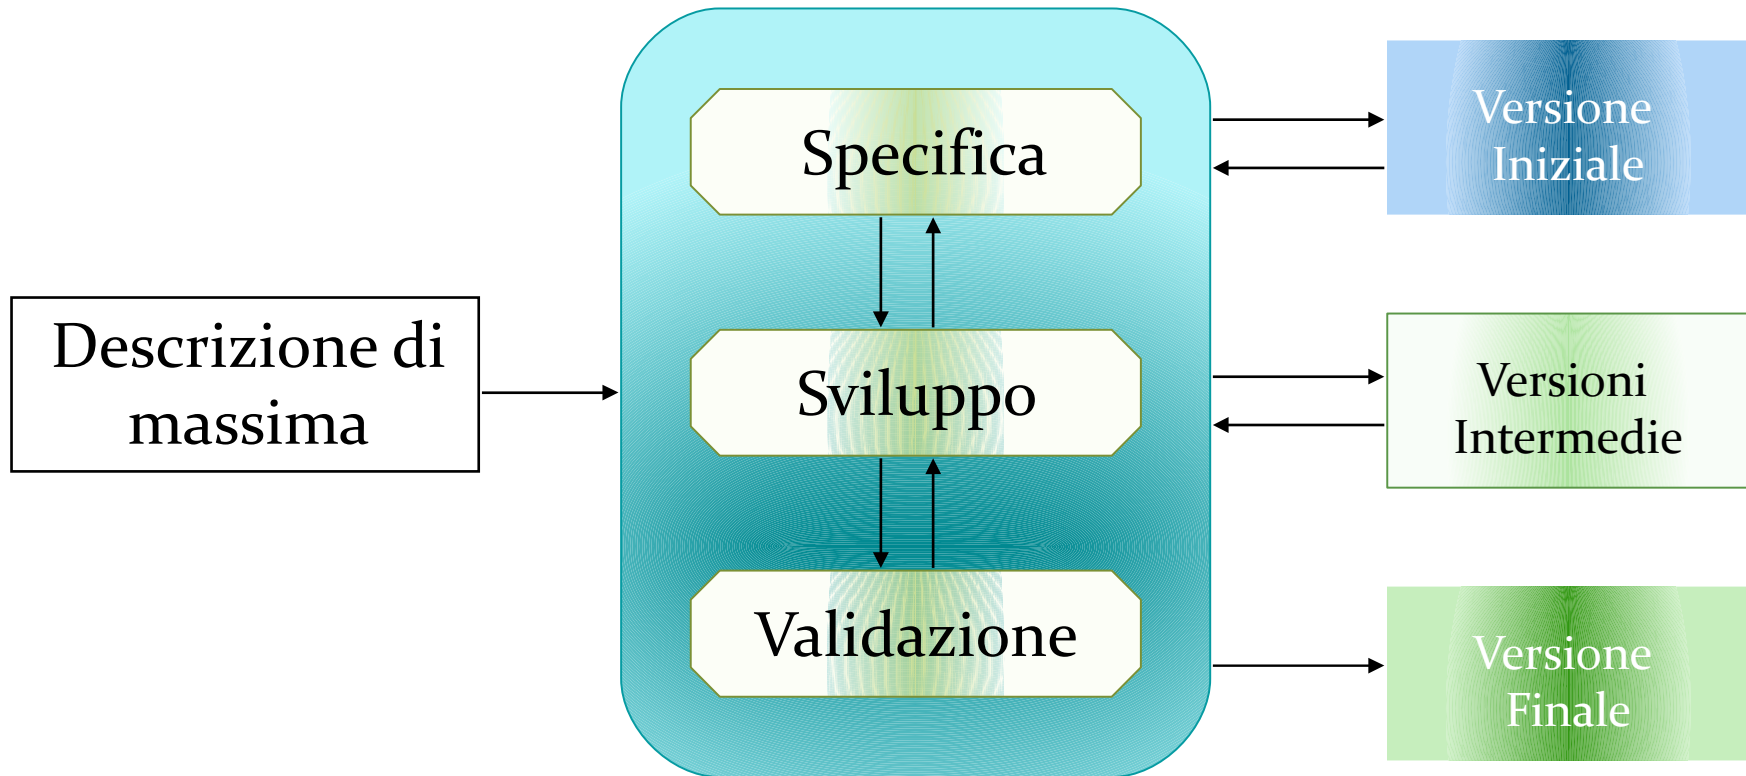 Descrizione di
massima
Specifica
Sviluppo
Validazione
Versione
Iniziale
Versioni
Intermedie
Versione
Finale